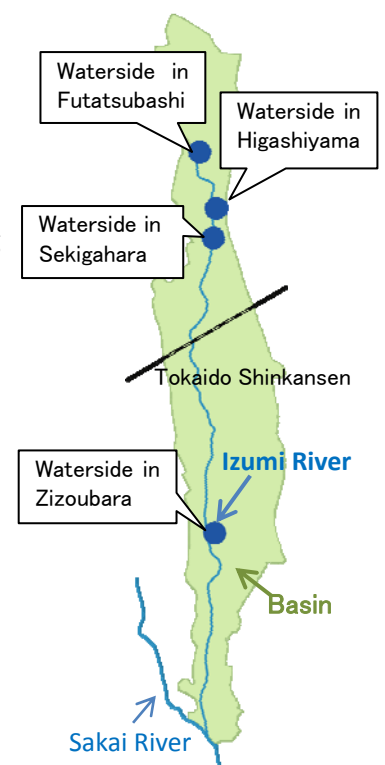 Waterside in
Futatsubashi
Waterside in
Higashiyama
Waterside in
Sekigahara
Tokaido Shinkansen
Izumi River
Waterside in
Zizoubara
Basin
Sakai River